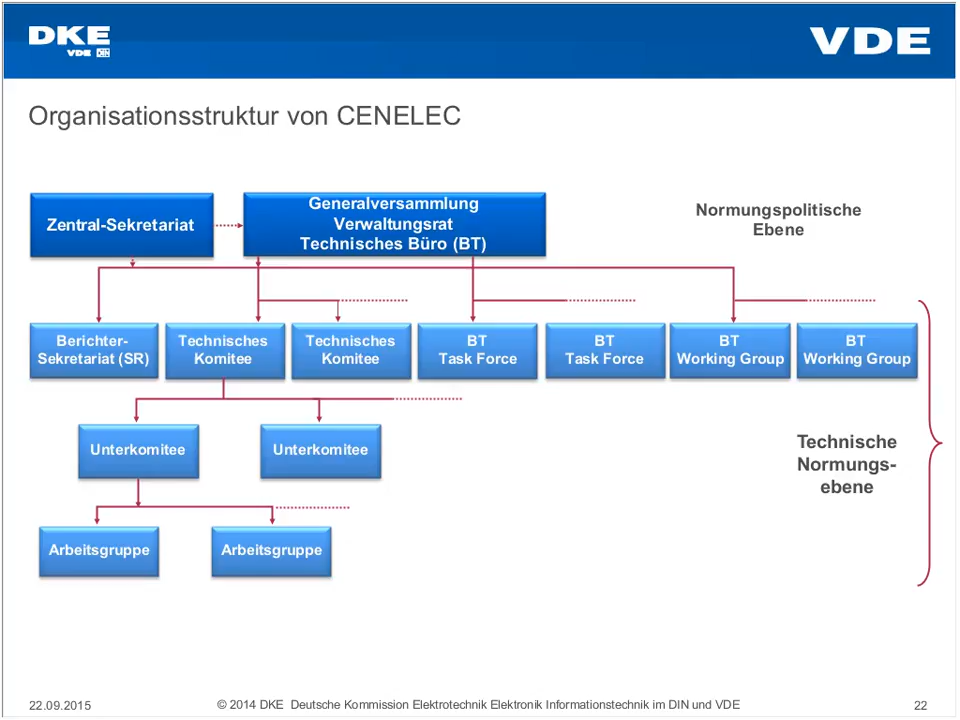 DKE
VDE DIN
VDE
Organisationsstruktur von CENELEC
Zentral-Sekretariat
Generalversammlung
Verwaltungsrat
Technisches Büro (BT)
Normungspolitische
Ebene
Berichter-
Sekretariat (SR)
Technisches
Komitee
Technisches
Komitee
BT
Task Force
BT
Task Force
BT
Working Group
BT
Working Group
Unterkomitee
Unterkomitee
Technische
Normungs-
ebene
Arbeitsgruppe
Arbeitsgruppe
22.09.2015
© 2014 DKE Deutsche Kommission Elektrotechnik Elektronik Informationstechnik im DIN und VDE
22